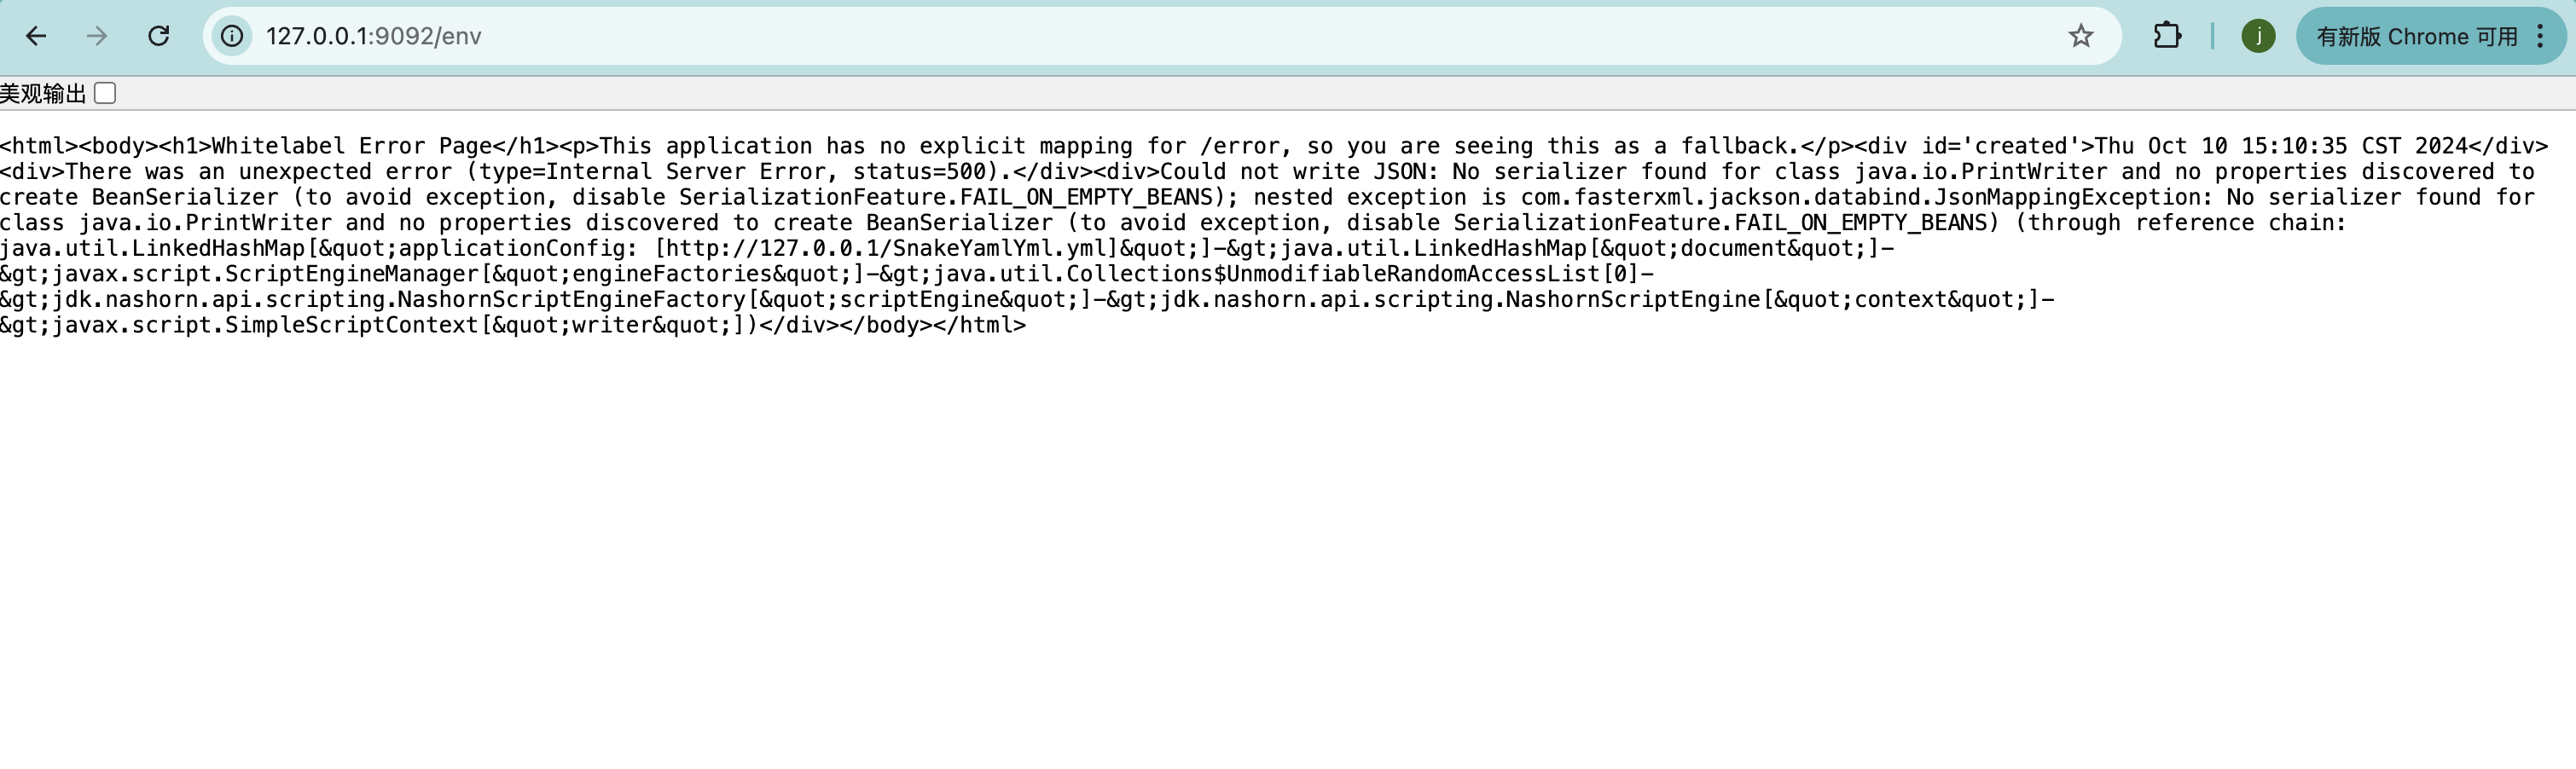 127.0.0.1:9092/env
j
有新版 Chrome 可用
美观输出
<html><body><h1>Whitelabel Error Page</h1><p>This application has no explicit mapping for /error, so you are seeing this as a fallback.</p><div id='created'>Thu Oct 10 15:10:35 CST 2024</div>
<div>There was an unexpected error (type=Internal Server Error, status=500).</div><div>Could not write JSON: No serializer found for class java.io.PrintWriter and no properties discovered to
create BeanSerializer (to avoid exception, disable SerializationFeature.FAIL_ON_EMPTY_BEANS); nested exception is com.fasterxml.jackson.databind.JsonMappingException: No serializer found for
class java.io.PrintWriter and no properties discovered to create BeanSerializer (to avoid exception, disable SerializationFeature.FAIL_ON_EMPTY_BEANS) (through reference chain:
java.util.LinkedHashMap[&quot;applicationConfig: [http://127.0.0.1/SnakeYamlYml.yml]&quot;]-&gt;java.util.LinkedHashMap[&quot;document&quot;]-
&gt;javax.script.ScriptEngineManager[&quot;engineFactories&quot;]-&gt;java.util.Collections$UnmodifiableRandomAccessList[0]-
&gt;jdk.nashorn.api.scripting.NashornScriptEngineFactory[&quot;scriptEngine&quot;]-&gt;jdk.nashorn.api.scripting.NashornScriptEngine[&quot;context&quot;]-
&gt;javax.script.SimpleScriptContext[&quot;writer&quot;])</div></body></html>